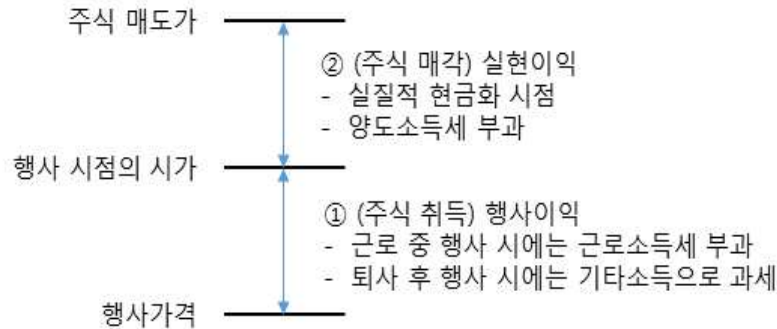 주식 매도가
② (주식 매각) 실현이익
- 실질적 현금화 시점
- 양도소득세 부과
행사 시점의 시가
① (주식 취득) 행사이익
- 근로 중 행사 시에는 근로소득세 부과
- 퇴사 후 행사 시에는 기타소득으로 과세
행사가격